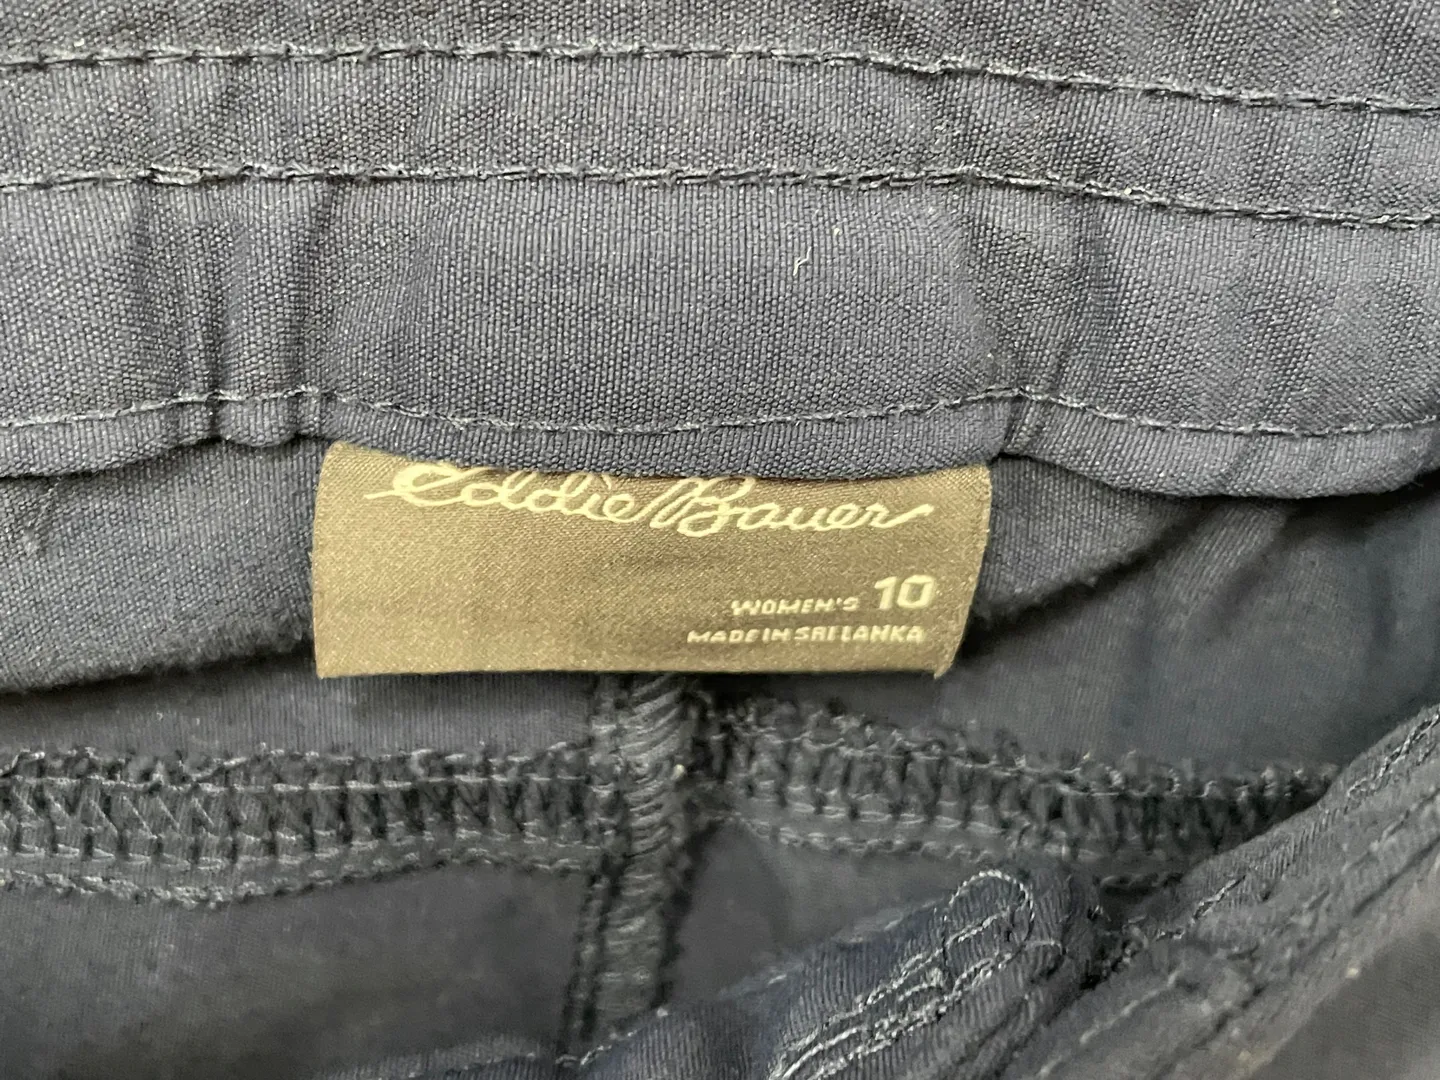 Eddie Bauer
WOMEN'S 10
MADE IN SRI LANKA